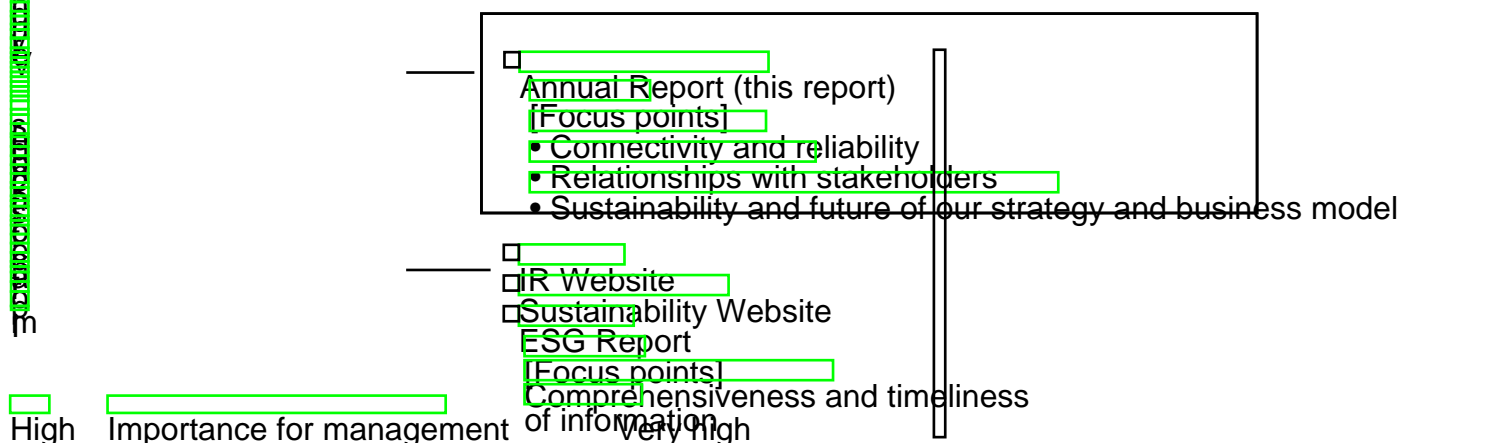 Annual Report (this report)
[Focus points]
• Connectivity and reliability
• Relationships with stakeholders
• Sustainability and future of our strategy and business model
IR Website
Sustainability Website
ESG Report
[Focus points]
Comprehensiveness and timeliness
of information
High Importance for management Very high